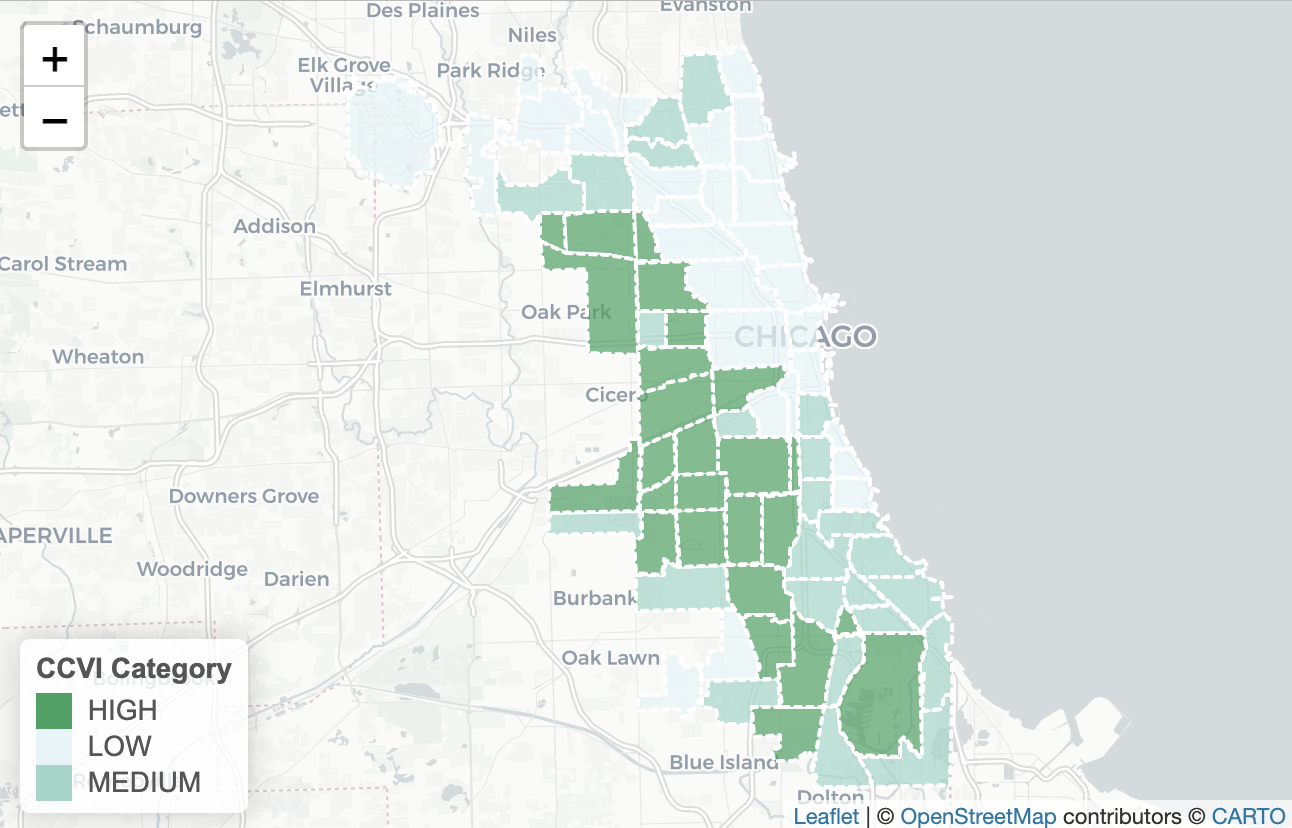 Des Plaines
Evanston
Schaumburg
Niles
+
Elk Grove
Village
Park Ridge
−
Addison
Carol Stream
Elmhurst
Oak Park
CHICAGO
Wheaton
Cicero
Downers Grove
APERVILLE
Woodridge
Darien
Burbank
Oak Lawn
CCVI Category
HIGH
LOW
MEDIUM
Blue Island
Dolton
Leaflet | © OpenStreetMap contributors © CARTO